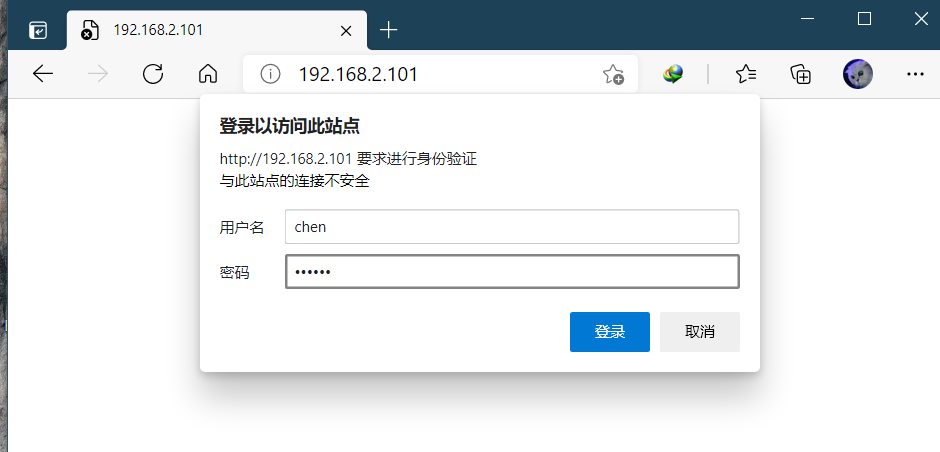 192.168.2.101
192.168.2.101
登录以访问此站点
http://192.168.2.101 要求进行身份验证
与此站点的连接不安全
用户名
chen
密码
••••••
登录
取消